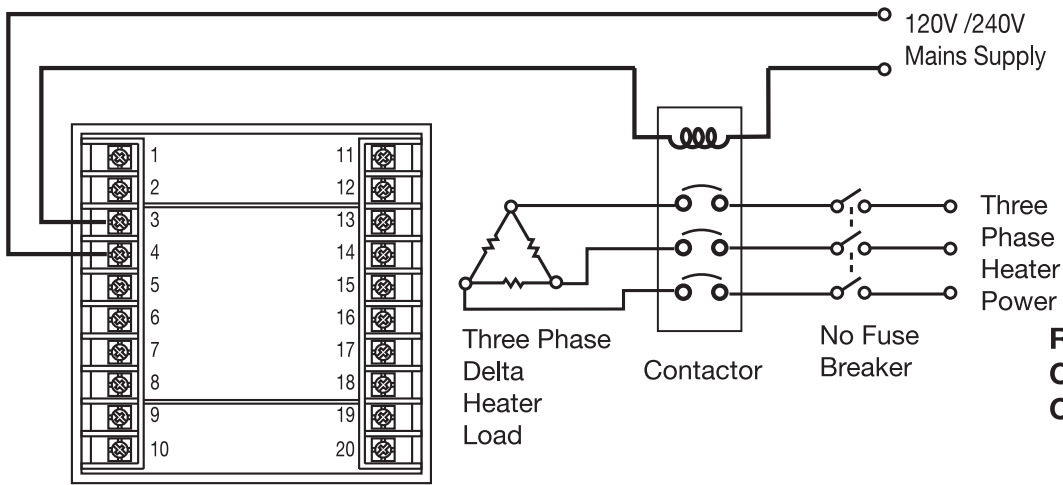 120V /240V
Mains Supply
1
2
3
4
5
6
7
8
9
10
11
12
13
14
15
16
17
18
19
20
Three Phase
Delta
Heater
Load
Contactor
No Fuse
Breaker
Three
Phase
Heater
Power